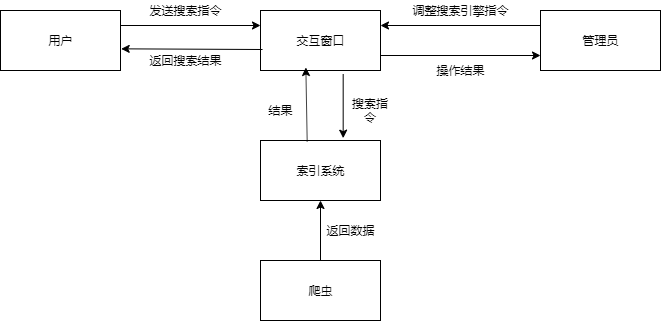 发送搜索指令
调整搜索引擎指令
用户
交互窗口
管理员
返回搜索结果
操作结果
结果
搜索指
令
索引系统
返回数据
爬虫